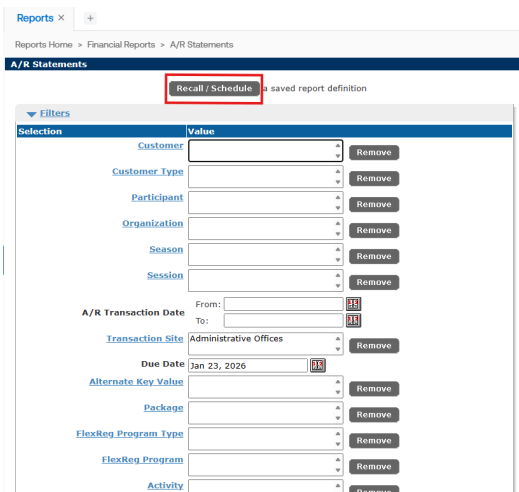 Reports × +
Reports Home > Financial Reports > A/R Statements
A/R Statements
Recall / Schedule a saved report definition
Filters
Selection Value
Customer Remove
Customer Type Remove
Participant Remove
Organization Remove
Season Remove
Session Remove
A/R Transaction Date From:
To:
Transaction Site Administrative Offices Remove
Due Date Jan 23, 2026
Alternate Key Value Remove
Package Remove
FlexReg Program Type Remove
FlexReg Program Remove
Activity Remove